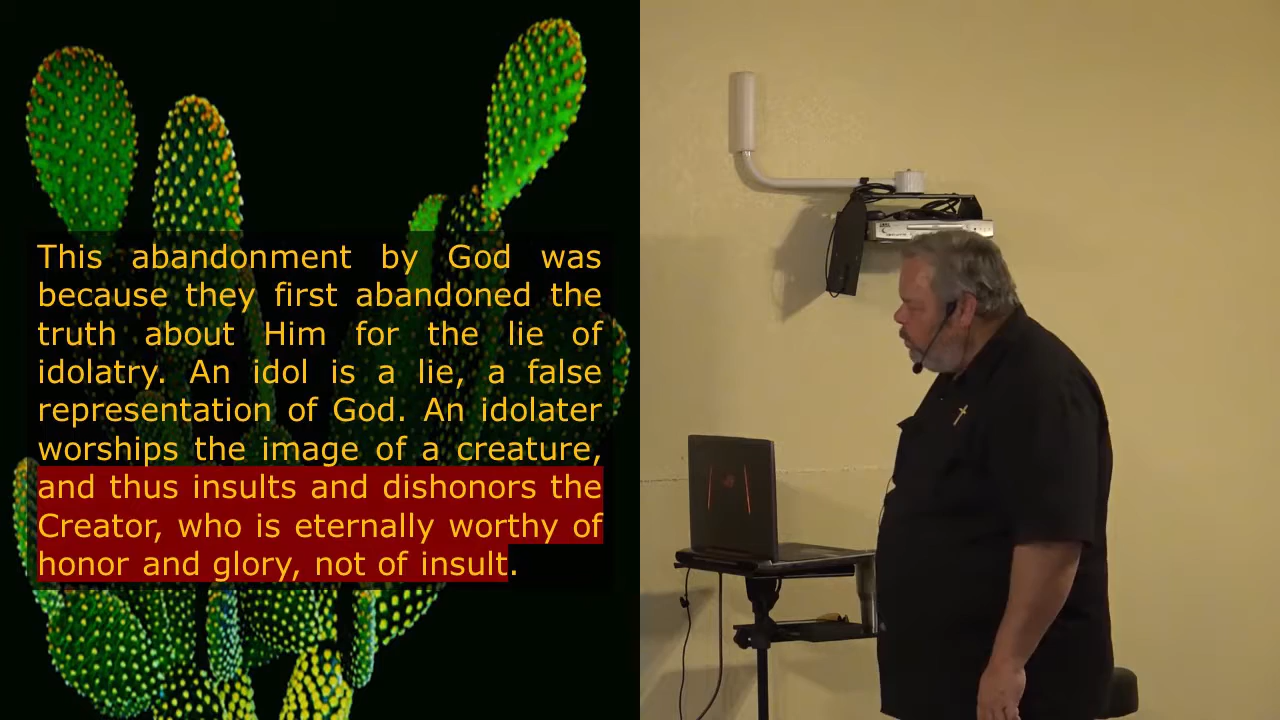 This abandonment by God was
because they first abandoned the
truth about Him for the lie of
idolatry. An idol is a lie, a false
representation of God. An idolater
worships the image of a creature,
and thus insults and dishonors the
Creator, who is eternally worthy of
honor and glory, not of insult.